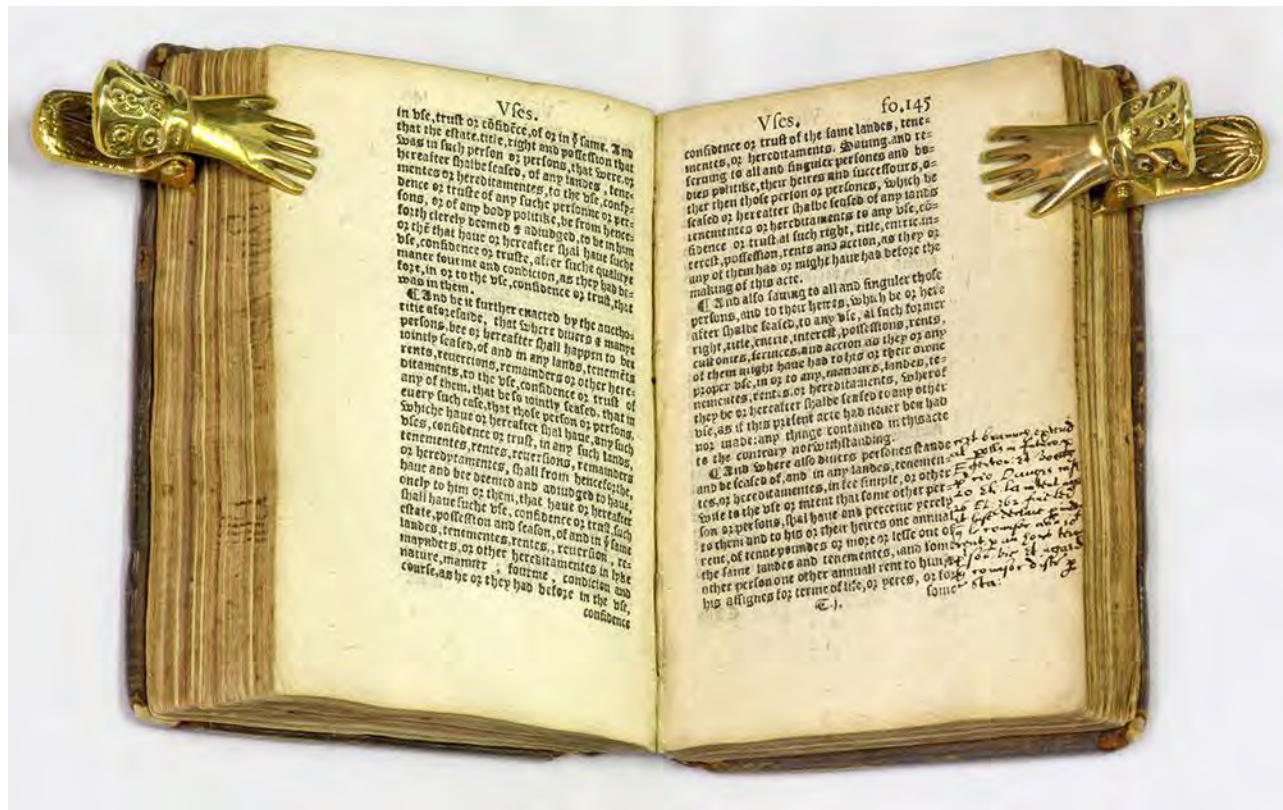 Vſes.
in vſe, truſt or cōfidēce, of or in ẏ ſame. And
that the eſtate, title, right and poſſeſſion that
was in ſuch perſon or perſons, that were, or
hereafter ſhalbe ſeaſed, of any landes, tene-
mentes or hereditamentes, to the vſe, confy-
dence or truſte of any ſuche perſonne or per-
ſons, or of any body politike, be from hence-
forth clerely deemed & adiudged, to be in him
or thē that haue or hereafter ſhal haue ſuche
vſe, confidence or truſte, after ſuche qualitye
maner fourme and condicion, as they had be-
fore, in or to the vſe, confidence or truſt, that
was in them.
¶ And be it further enacted by the aucthe-
ritie aforeſaide, that where diuers & manye
perſons, bee or hereafter ſhall happen to bee
iointly ſeaſed, of and in any lands, tenemēts
rents, reuercions, remainders or other here-
ditaments, to the vſe, confidence or truſt of
any of them, that be ſo iointly ſeaſed, that in
euery ſuch caſe, that thoſe perſon or perſons,
whiche haue or hereafter ſhal haue, any ſuch
vſes, confidence or truſt, in any ſuch lands,
tenementes, rentes, reuerſions, remainders
or heredytamentes, ſhall from henceforthe,
haue and bee deemed and adiudged to haue,
onely to him or them, that haue or hereafter
ſhall haue ſuche vſe, confidence or truſt, ſuch
eſtate, poſſeſſion and ſeaſon, of and in ẏ ſame
landes, tenementes, rentes, reuerſion, re-
maynders, or other hereditamentes in lyke
nature, manner, fourme, condicion and
courſe, as he or they had before in the vſe,
confidence
Vſes. fo.145
confidence or truſt of the ſame landes, tene-
mentes, or hereditaments. Sauing and re-
ſeruing to all and ſinguler perſones and bo-
dies politike, their heires and ſucceſſours, o-
ther then thoſe perſon or perſones, which be
ſeaſed or hereafter ſhalbe ſeaſed of any lands
tenementes or hereditaments to any vſe, cō-
fidence or truſt al ſuch right, title, entrie, in-
tereſt, poſſeſſion, rents and action, as they or
any of them had or might haue had before the
making of this acte.
¶ And alſo ſauing to all and ſinguler thoſe
perſons, and to their heires, which be or here
after ſhalbe ſeaſed, to any vſe, al ſuch former
right, title, entrie, intereſt, poſſeſſions, rents,
cuſtomes, ſeruices, and action as they or any
of them might haue had to his or their owne
proper vſe, in or to any, manours, landes, te-
nementes, rentes, or hereditaments, wherof
they be or hereafter ſhalbe ſeaſed to any other
vſe, as if this preſent acte had neuer ben had
nor made: any thinge contained in this acte
to the contrary notwithſtanding.
¶ And where alſo diuers perſones ſtande
and be ſeaſed of, and in any landes, tenemen-
tes, or hereditamentes, in fee ſimple, or other
wiſe to the vſe or intent that ſome other per-
ſon or perſons, ſhal haue and perceiue yerely
to them and to his or their heires one annual
rente, of tenne poundes or more or leſſe one of
the ſame landes and tenementes, and ſom
other perſon one other annuall rent to him &
his aſſignes for terme of life, or yeres, or for
ſome
T.j.